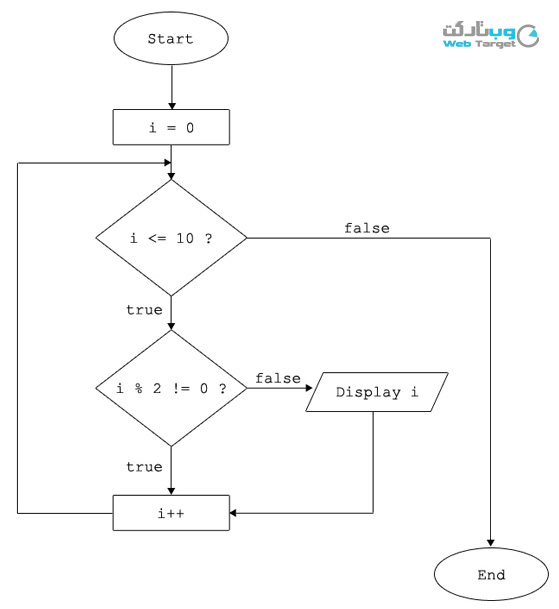 Start
وب‌تارگت
Web Target
i = 0
i <= 10 ?
false
true
i % 2 != 0 ?
false
Display i
true
i++
End